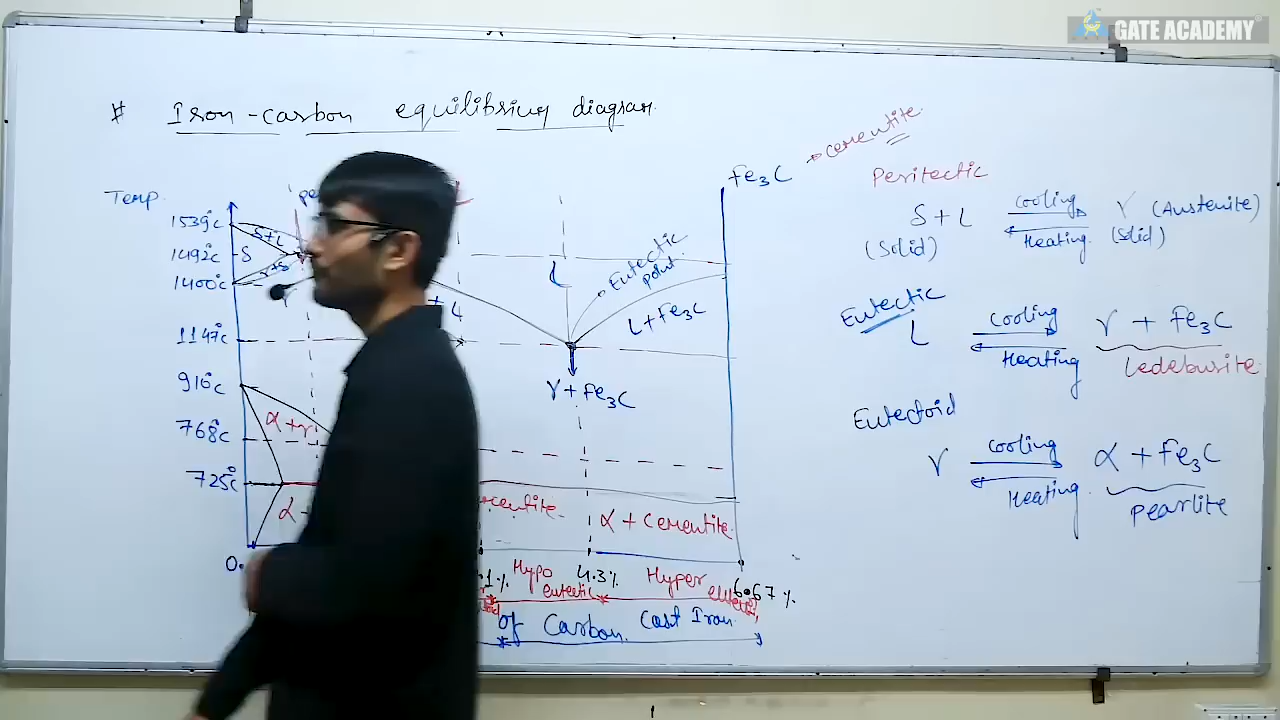 GATE ACADEMY
# Iron-carbon equilibrium diagram.
Fe3C → cementite
Temp.
1539°C
1492°C
1400°C
1147°C
910°C
768°C
725°C
δ+L
δ
γ+δ
γ
L
Eutectic point
L+Fe3C
γ + Fe3C
α+γ
α
α + Cementite
0.
4.3%
6.67%
Hypo eutectic
Hyper eutectic
of Carbon. Cast Iron.
Peritectic
δ + L cooling Heating. γ (Austenite)
(Solid) (Solid)
Eutectic
L cooling Heating γ + Fe3C
Ledeburite
Eutectoid
γ cooling Heating. α + Fe3C
pearlite